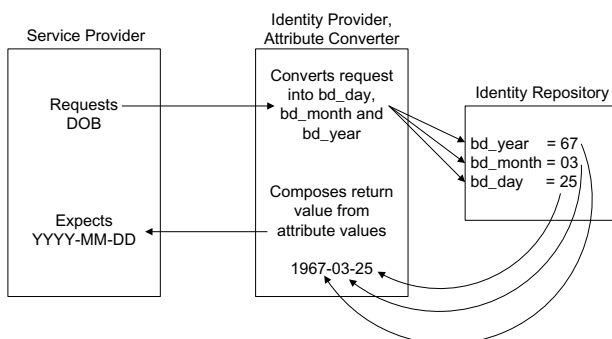 Service Provider
Requests
DOB
Expects
YYYY-MM-DD
Identity Provider,
Attribute Converter
Converts request
into bd_day,
bd_month and
bd_year
Composes return
value from
attribute values
1967-03-25
Identity Repository
bd_year = 67
bd_month = 03
bd_day = 25